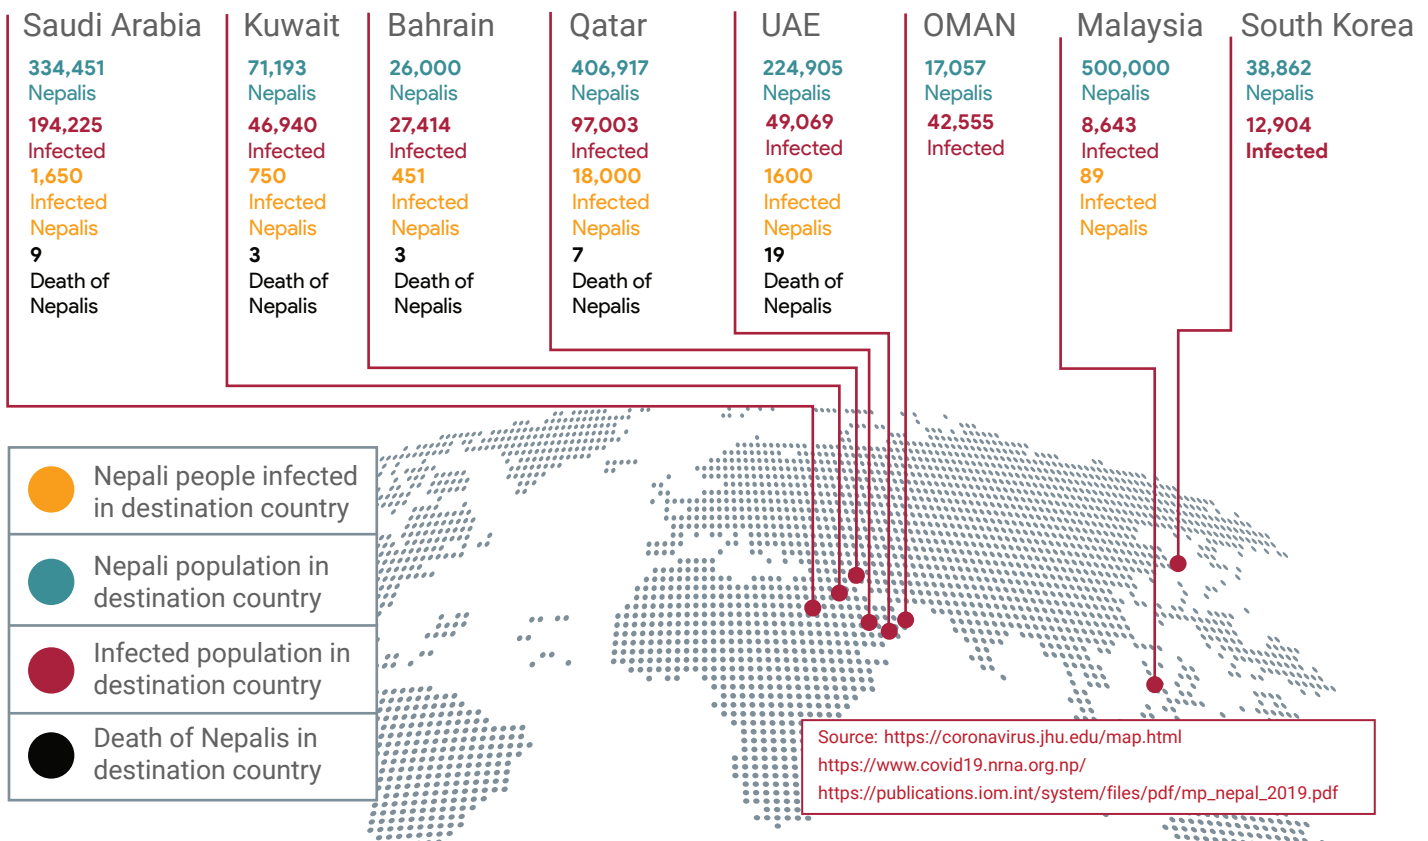 Saudi Arabia
334,451
Nepalis
194,225
Infected
1,650
Infected
Nepalis
9
Death of
Nepalis
Kuwait
71,193
Nepalis
46,940
Infected
750
Infected
Nepalis
3
Death of
Nepalis
Bahrain
26,000
Nepalis
27,414
Infected
451
Infected
Nepalis
3
Death of
Nepalis
Qatar
406,917
Nepalis
97,003
Infected
18,000
Infected
Nepalis
7
Death of
Nepalis
UAE
224,905
Nepalis
49,069
Infected
1600
Infected
Nepalis
19
Death of
Nepalis
OMAN
17,057
Nepalis
42,555
Infected
Malaysia
500,000
Nepalis
8,643
Infected
89
Infected
Nepalis
South Korea
38,862
Nepalis
12,904
Infected
Nepali people infected
in destination country
Nepali population in
destination country
Infected population in
destination country
Death of Nepalis in
destination country
Source: https://coronavirus.jhu.edu/map.html
https://www.covid19.nrna.org.np/
https://publications.iom.int/system/files/pdf/mp_nepal_2019.pdf